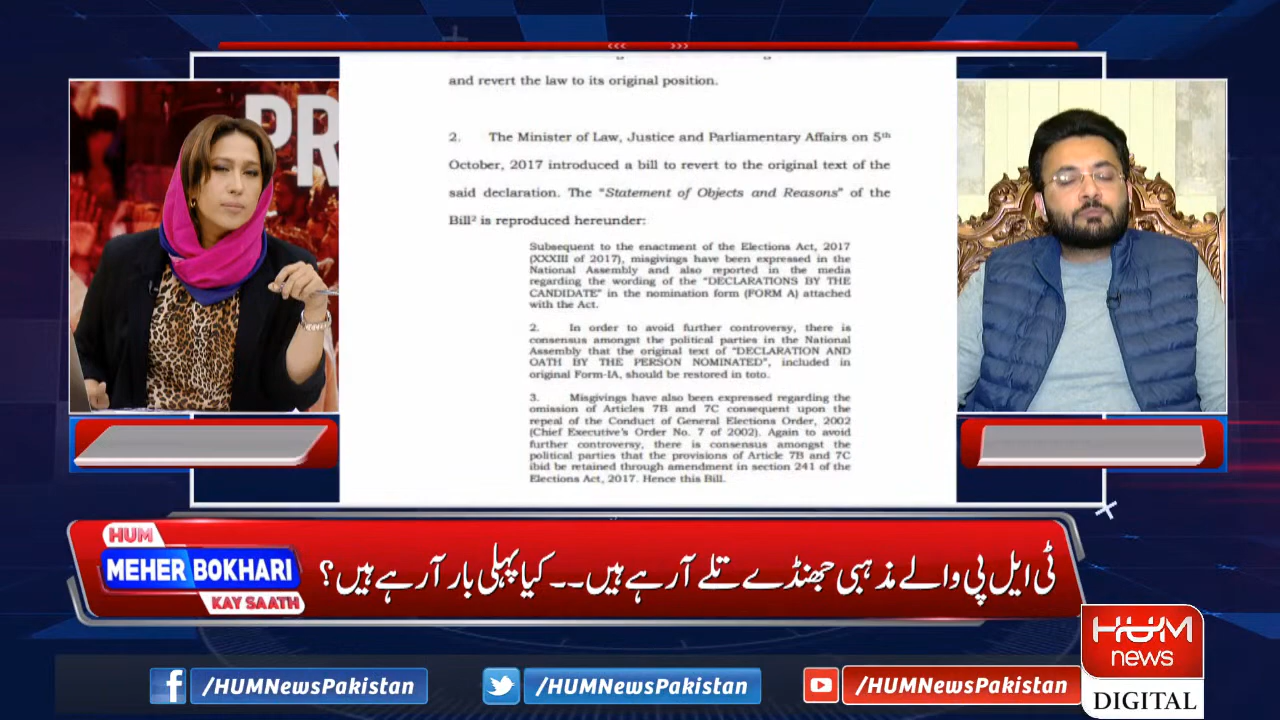 PR
and revert the law to its original position.
2. The Minister of Law, Justice and Parliamentary Affairs on 5th
October, 2017 introduced a bill to revert to the original text of the
said declaration. The "Statement of Objects and Reasons" of the
Bill² is reproduced hereunder:
Subsequent to the enactment of the Elections Act, 2017
(XXXIII of 2017), misgivings have been expressed in the
National Assembly and also reported in the media
regarding the wording of the "DECLARATIONS BY THE
CANDIDATE" in the nomination form (FORM A) attached
with the Act.
2. In order to avoid further controversy, there is
consensus amongst the political parties in the National
Assembly that the original text of "DECLARATION AND
OATH BY THE PERSON NOMINATED", included in
original Form-IA, should be restored in toto.
3. Misgivings have also been expressed regarding the
omission of Articles 7B and 7C consequent upon the
repeal of the Conduct of General Elections Order, 2002
(Chief Executive's Order No. 7 of 2002). Again to avoid
further controversy, there is consensus amongst the
political parties that the provisions of Article 7B and 7C
ibid be retained through amendment in section 241 of the
Elections Act, 2017. Hence this Bill.
HUM
MEHER BOKHARI
KAY SAATH
ٹی ایل پی والے مذہبی جھنڈے تلے آرہے ہیں۔۔کیا پہلی بار آرہے ہیں؟
/HUMNewsPakistan
/HUMNewsPakistan
/HUMNewsPakistan
HUM
news
DIGITAL